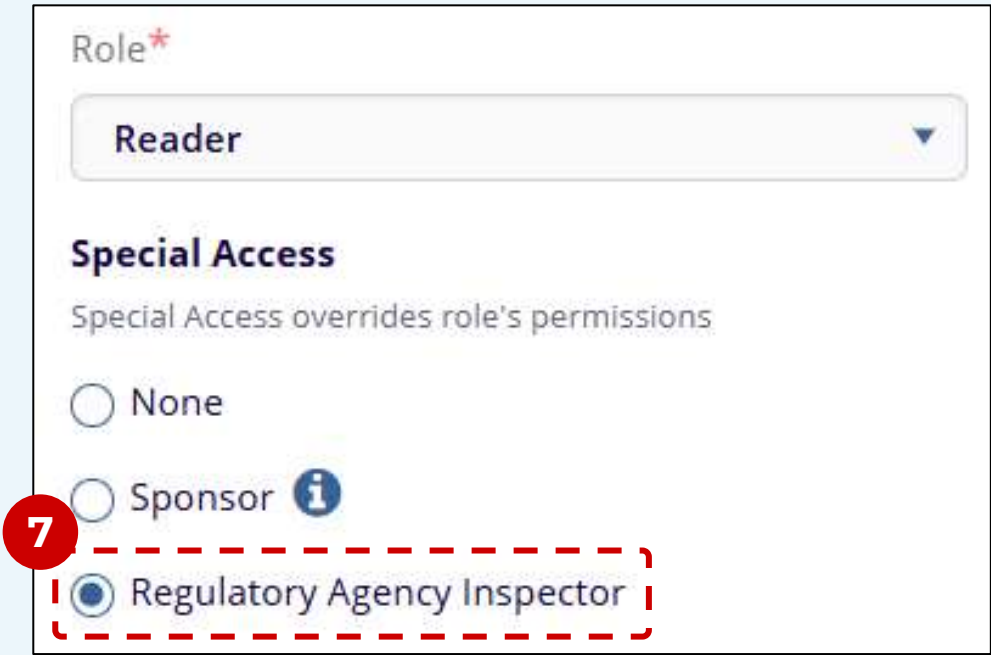 Role*
Reader
Special Access
Special Access overrides role's permissions
None
Sponsor
7
Regulatory Agency Inspector